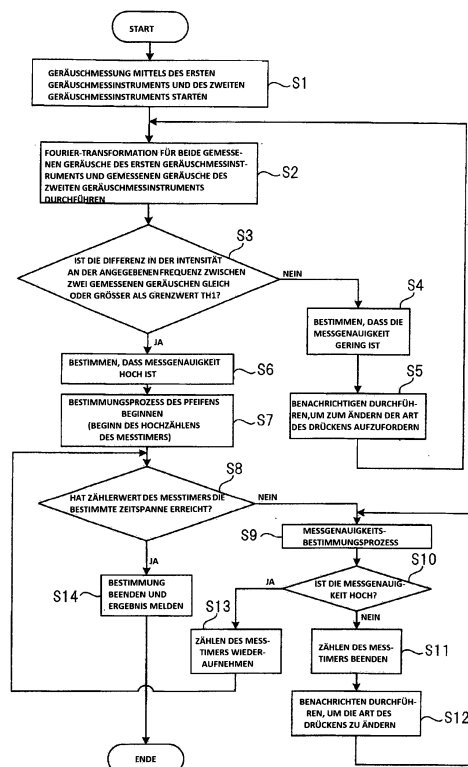 START
GERÄUSCHMESSUNG MITTELS DES ERSTEN
GERÄUSCHMESSINSTRUMENTS UND DES ZWEITEN
GERÄUSCHMESSINSTRUMENTS STARTEN
S1
FOURIER-TRANSFORMATION FÜR BEIDE GEMESSE-
NEN GERÄUSCHE DES ERSTEN GERÄUSCHMESSINST-
RUMENTS UND GEMESSENEN GERÄUSCHE DES
ZWEITEN GERÄUSCHMESSINSTRUMENTS
DURCHFÜHREN
S2
IST DIE DIFFERENZ IN DER INTENSITÄT
AN DER ANGEGEBENEN FREQUENZ ZWISCHEN
ZWEI GEMESSENEN GERÄUSCHEN GLEICH
ODER GRÖSSER ALS GRENZWERT TH1?
S3
NEIN
JA
BESTIMMEN, DASS DIE
MESSGENAUIGKEIT
GERING IST
S4
BENACHRICHTIGEN DURCHFÜH-
REN,UM ZUM ÄNDERN DER ART
DES DRÜCKENS AUFZUFORDERN
S5
BESTIMMEN, DASS MESSGENAUIGKEIT
HOCH IST
S6
BESTIMMUNGSPROZESS DES PFEIFENS
BEGINNEN
(BEGINN DES HOCHZÄHLENS
DES MESSTIMERS)
S7
HAT ZÄHLERWERT DES MESSTIMERS DIE
BESTIMMTE ZEITSPANNE ERREICHT?
S8
NEIN
JA
S9
MESSGENAUIGKEITS-
BESTIMMUNGSPROZESS
S10
IST DIE MESSGENAUIG-
KEIT HOCH?
JA
NEIN
S14
BESTIMMUNG
BEENDEN UND
ERGEBNIS MELDEN
S13
ZÄHLEN DES MESS-
TIMERS WIEDER-
AUFNEHMEN
ZÄHLEN DES MESS-
TIMERS BEENDEN
S11
BENACHRICHTEN DURCHFÜH-
REN, UM DIE ART DES
DRÜCKENS ZU ÄNDERN
S12
ENDE